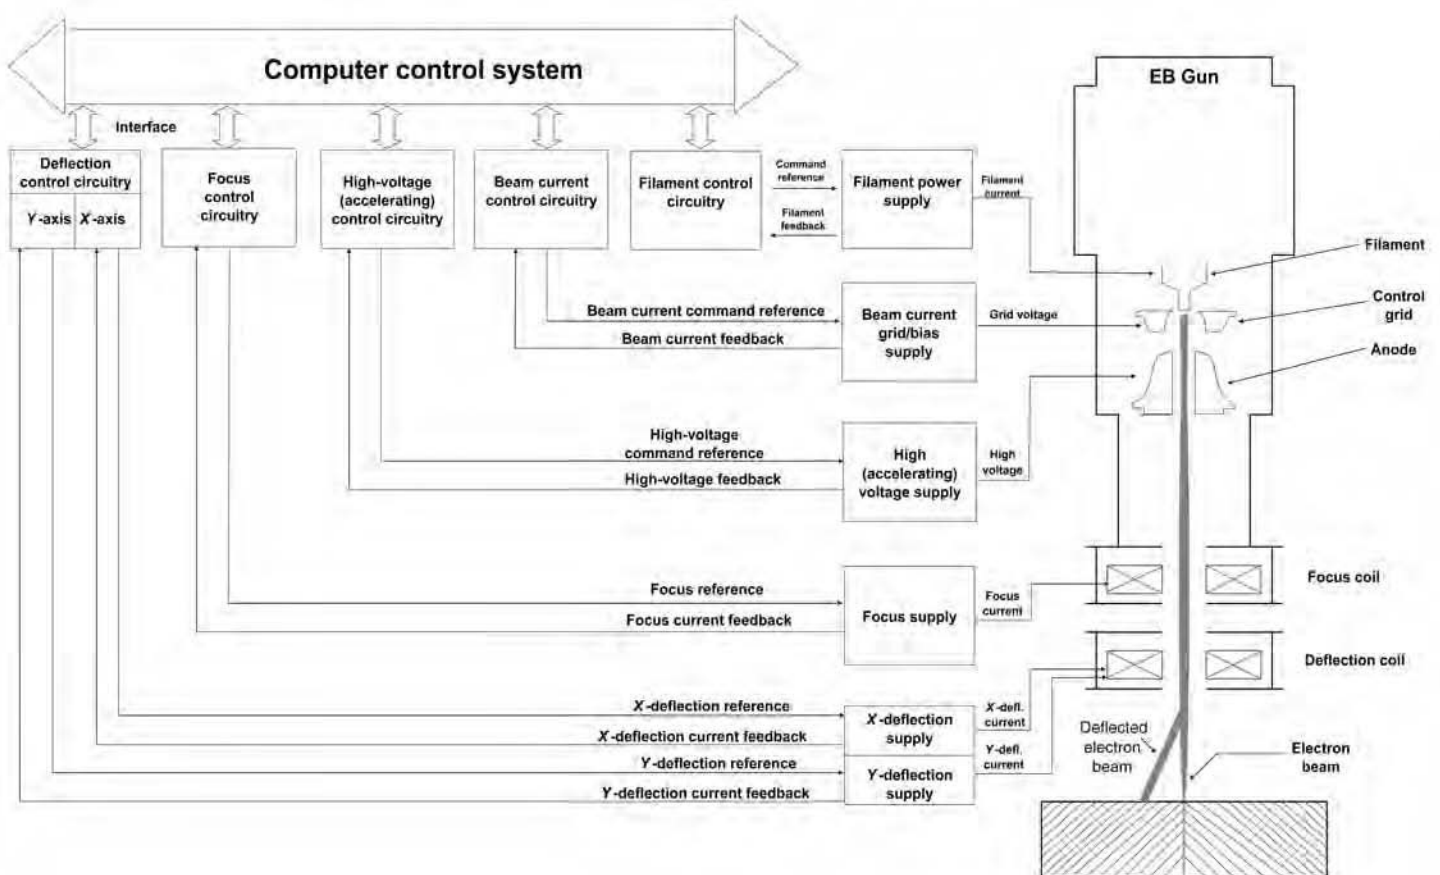 Computer control system
EB Gun
Interface
Deflection
control circuitry
Y-axis
X-axis
Focus
control
circuitry
High-voltage
(accelerating)
control circuitry
Beam current
control circuitry
Filament control
circuitry
Command
reference
Filament
feedback
Filament power
supply
Filament
current
Filament
Control
grid
Anode
Beam current command reference
Beam current feedback
Beam current
grid/bias
supply
Grid voltage
High-voltage
command reference
High-voltage feedback
High
(accelerating)
voltage supply
High
voltage
Focus reference
Focus current feedback
Focus supply
Focus
current
Focus coil
Deflection coil
X-deflection reference
X-deflection current feedback
X-deflection
supply
X-defl.
current
Y-deflection reference
Y-deflection current feedback
Y-deflection
supply
Y-defl.
current
Deflected
electron
beam
Electron
beam